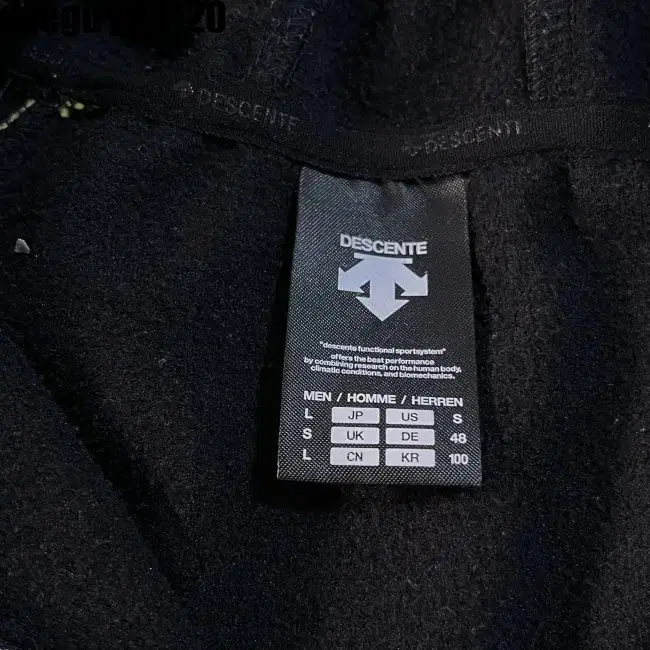 DESCENTE
DESCENT
DESCENTE
"descente functional sportsystem"
offers the best performance
by combining research on the human body,
climatic conditions, and biomechanics.
MEN / HOMME / HERREN
L JP US S
S UK DE 48
L CN KR 100